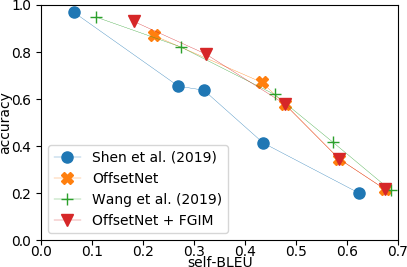 1.0
0.8
0.6
0.4
0.2
0.0
accuracy
Shen et al. (2019)
OffsetNet
Wang et al. (2019)
OffsetNet + FGIM
0.0 0.1 0.2 0.3 0.4 0.5 0.6 0.7
self-BLEU